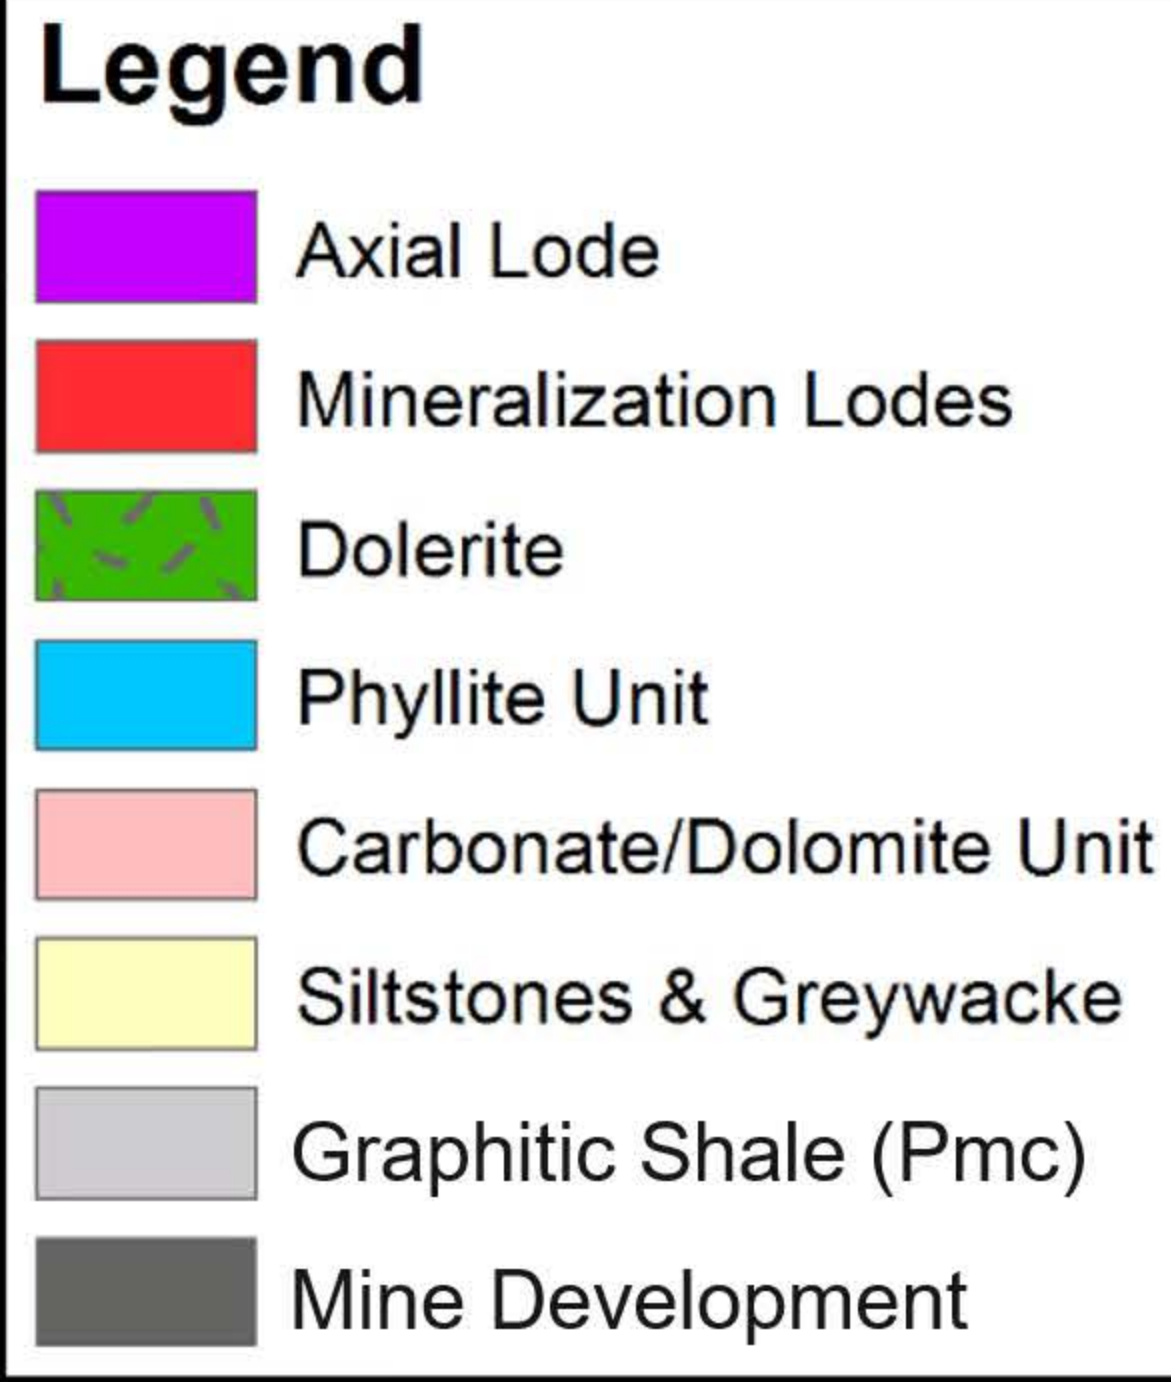 Legend
Axial Lode
Mineralization Lodes
Dolerite
Phyllite Unit
Carbonate/Dolomite Unit
Siltstones & Greywacke
Graphitic Shale (Pmc)
Mine Development